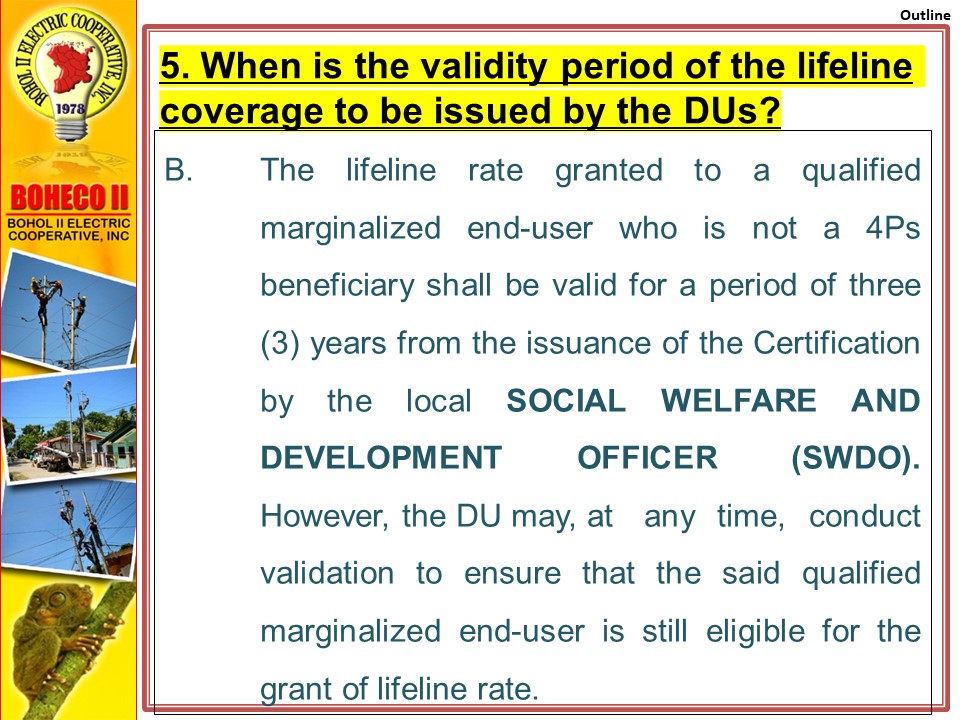 Outline
BOHOL II ELECTRIC COOPERATIVE, INC.
1978
BOHECO II
BOHOL II ELECTRIC
COOPERATIVE, INC
5. When is the validity period of the lifeline
coverage to be issued by the DUs?
B. The lifeline rate granted to a qualified
marginalized end-user who is not a 4Ps
beneficiary shall be valid for a period of three
(3) years from the issuance of the Certification
by the local SOCIAL WELFARE AND
DEVELOPMENT OFFICER (SWDO).
However, the DU may, at any time, conduct
validation to ensure that the said qualified
marginalized end-user is still eligible for the
grant of lifeline rate.